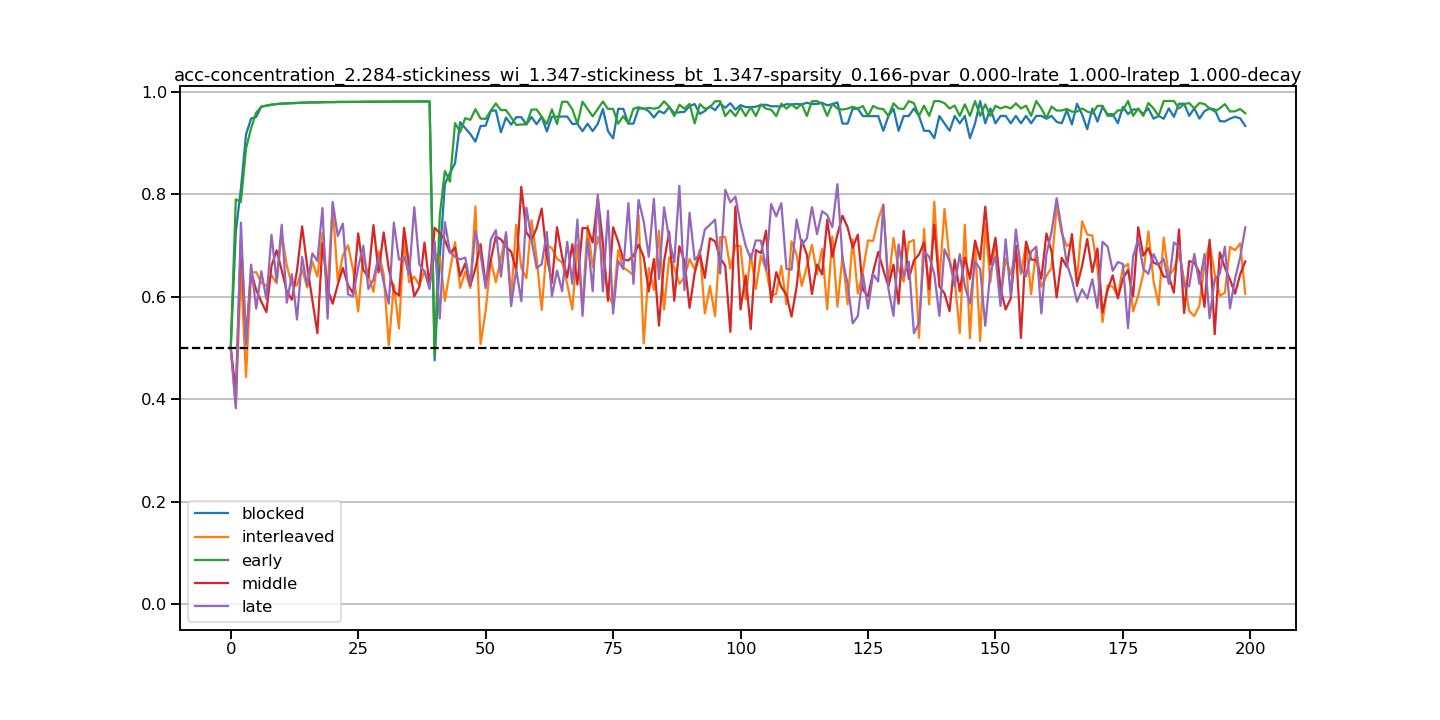 acc-concentration_2.284-stickiness_wi_1.347-stickiness_bt_1.347-sparsity_0.166-pvar_0.000-lrate_1.000-lratep_1.000-decay
1.0
0.8
0.6
0.4
0.2
0.0
blocked
interleaved
early
middle
late
0 25 50 75 100 125 150 175 200